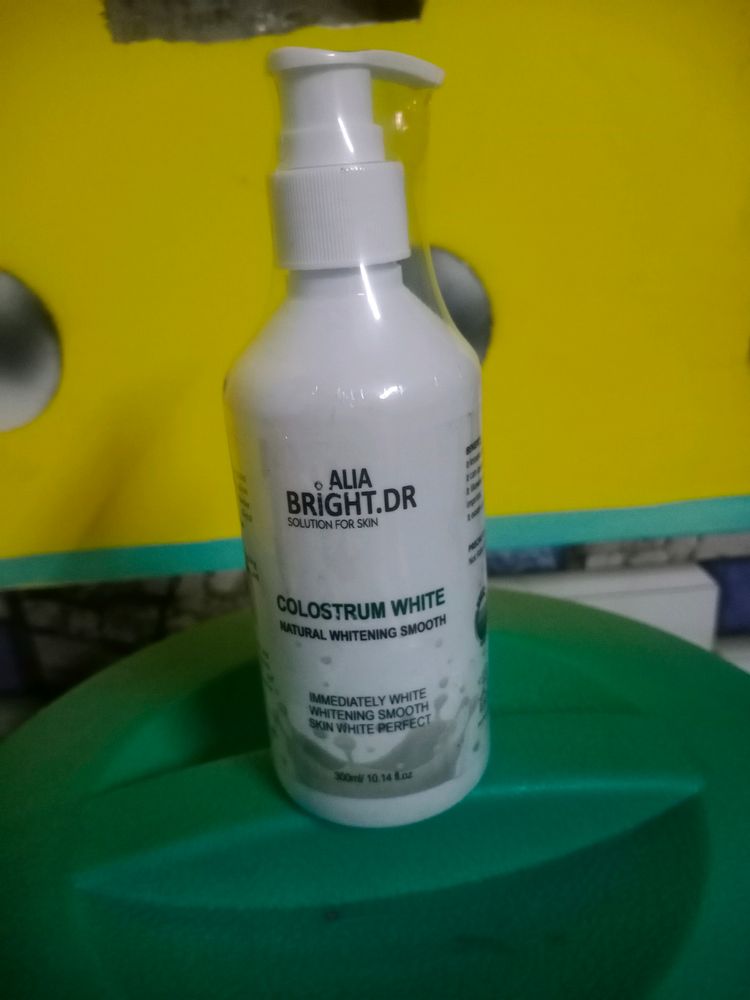 ALIA
BRiGHT.DR
SOLUTION FOR SKIN
COLOSTRUM WHITE
NATURAL WHITENING SMOOTH
IMMEDIATELY WHITE
WHITENING SMOOTH
SKIN WHITE PERFECT
300ml/ 10.14 fl.oz